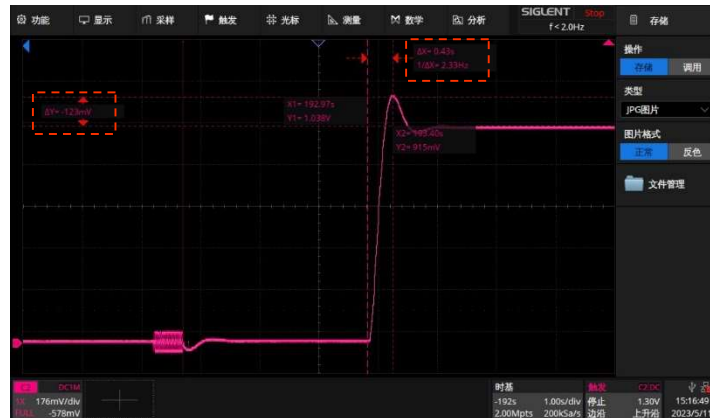 功能 显示 采样 触发 光标 测量 数学 分析 SIGLENT Stop
f < 2.0Hz
存储
操作
存储 调用
类型
JPG图片
图片格式
正常 反色
文件管理
ΔX= 0.43s
1/ΔX= 2.33Hz
ΔY= -123mV
X1= 192.97s
Y1= 1.038V
X2= 193.40s
Y2= 915mV
C2 DC1M
1X 176mV/div
FULL -578mV
时基
-192s 1.00s/div
2.00Mpts 200kSa/s
触发 C2 DC
停止 1.30V
边沿 上升沿
15:16:49
2023/5/11